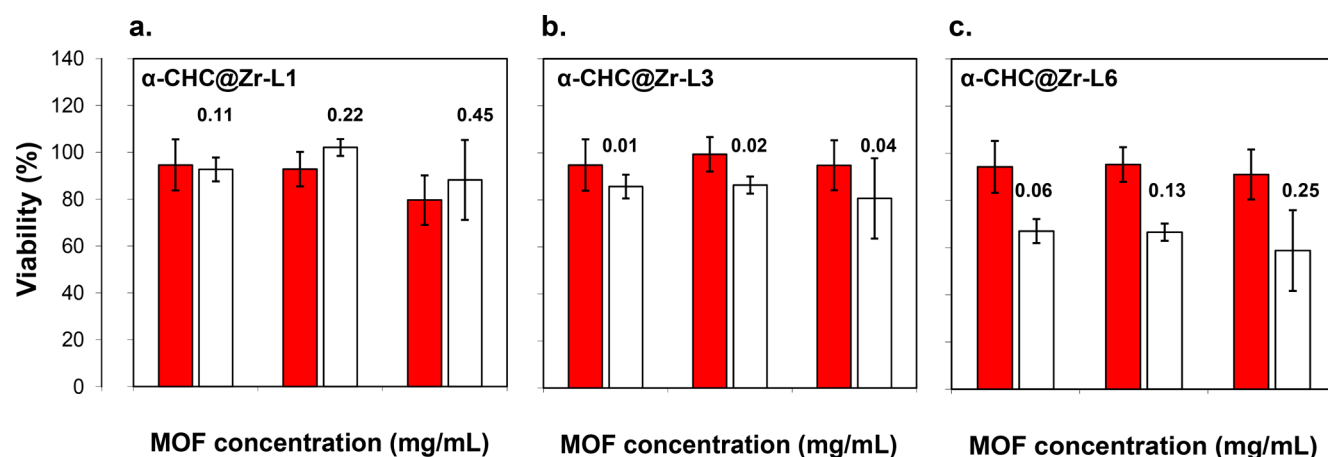 a.
b.
c.
Viability (%)
140
120
100
80
60
40
20
0
α-CHC@Zr-L1
0.11
0.22
0.45
α-CHC@Zr-L3
0.01
0.02
0.04
α-CHC@Zr-L6
0.06
0.13
0.25
MOF concentration (mg/mL)
MOF concentration (mg/mL)
MOF concentration (mg/mL)